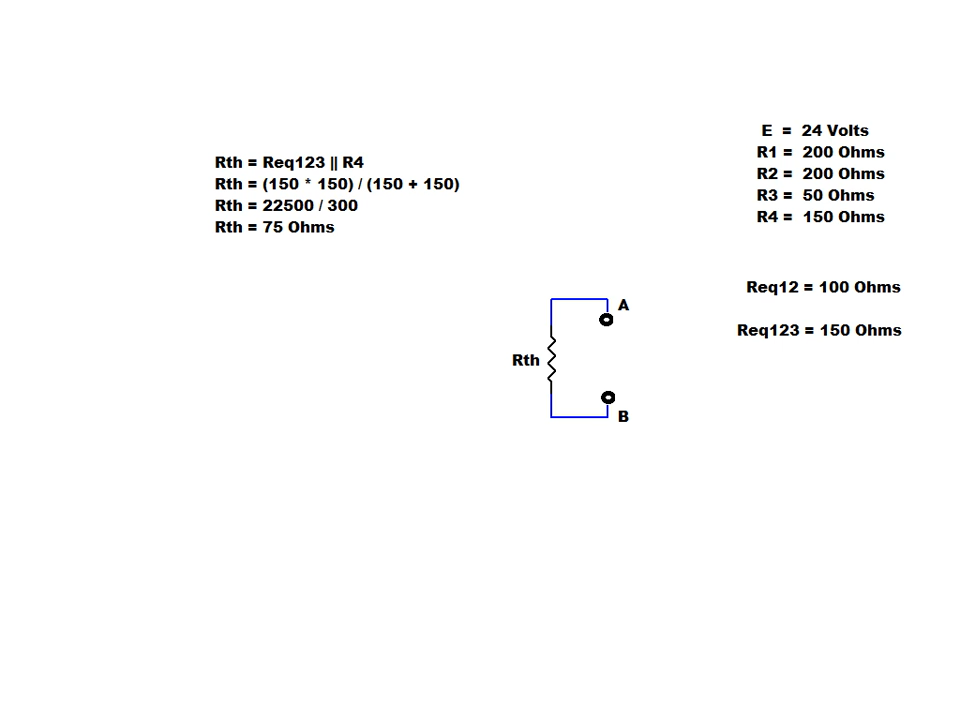 Rth = Req123 || R4
Rth = (150 * 150) / (150 + 150)
Rth = 22500 / 300
Rth = 75 Ohms
E = 24 Volts
R1 = 200 Ohms
R2 = 200 Ohms
R3 = 50 Ohms
R4 = 150 Ohms
Req12 = 100 Ohms
Req123 = 150 Ohms
A
Rth
B